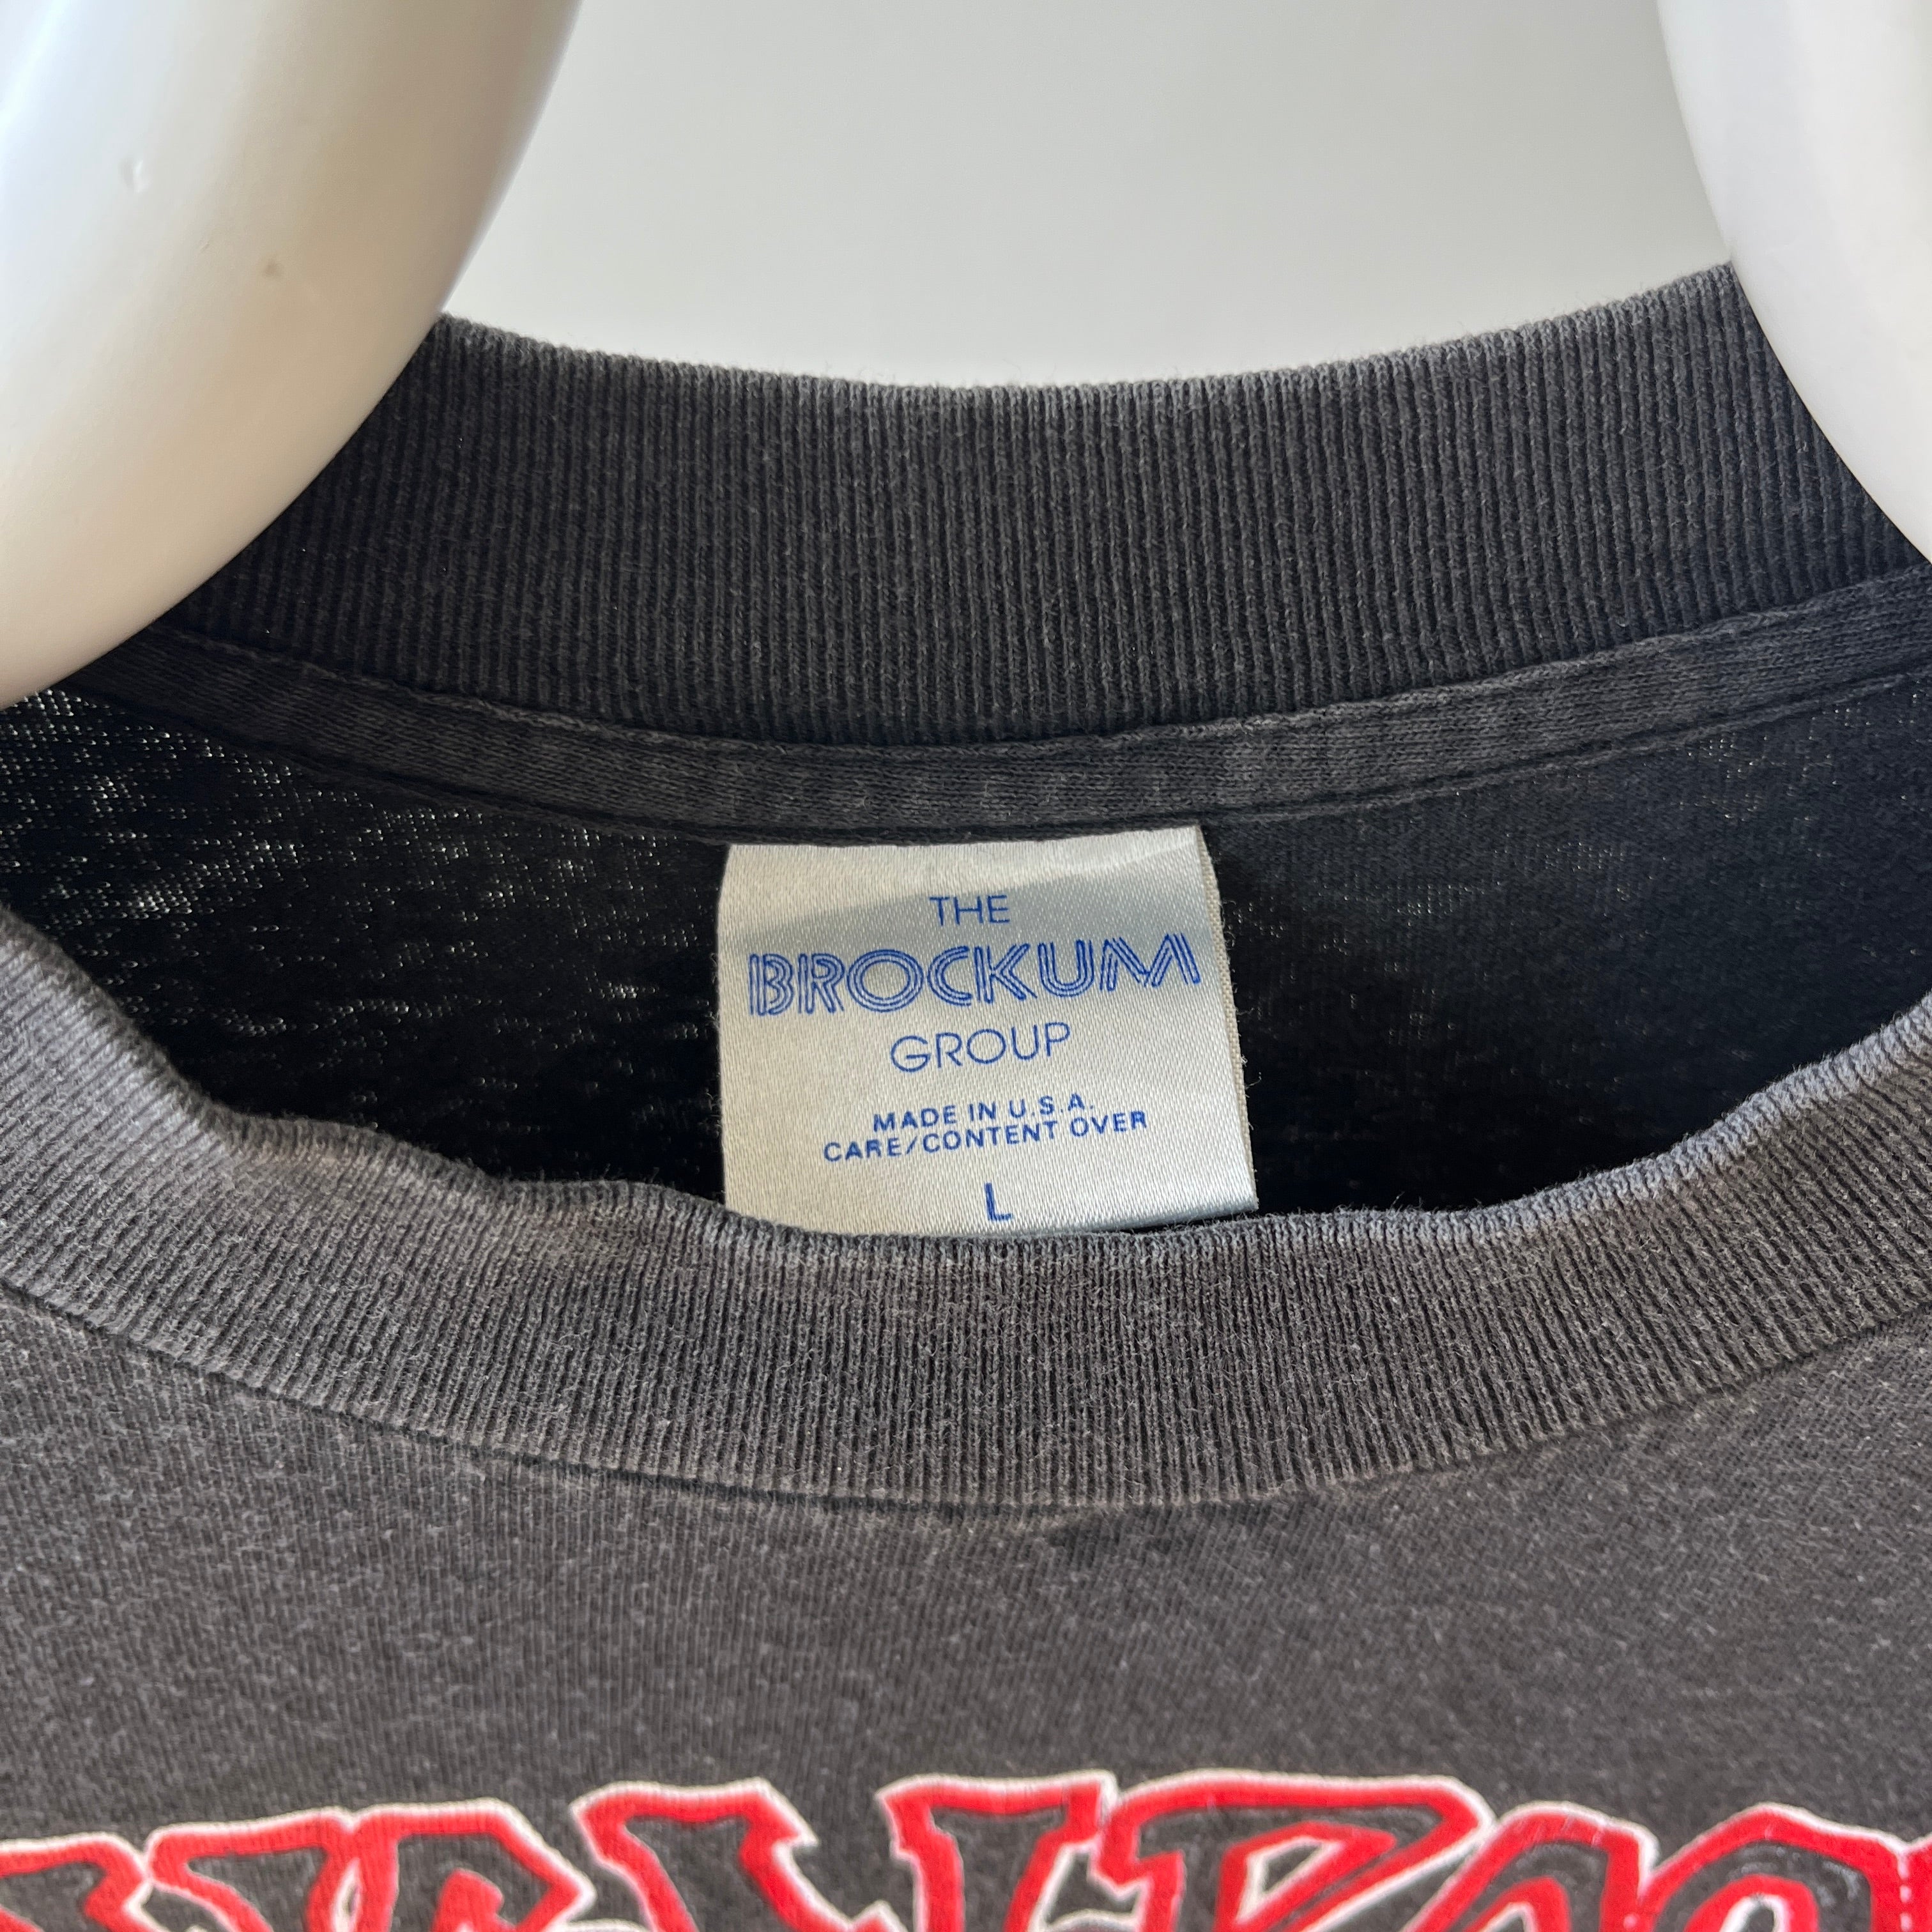 THE
BROCKUM
GROUP
MADE IN U.S.A.
CARE/CONTENT OVER
L